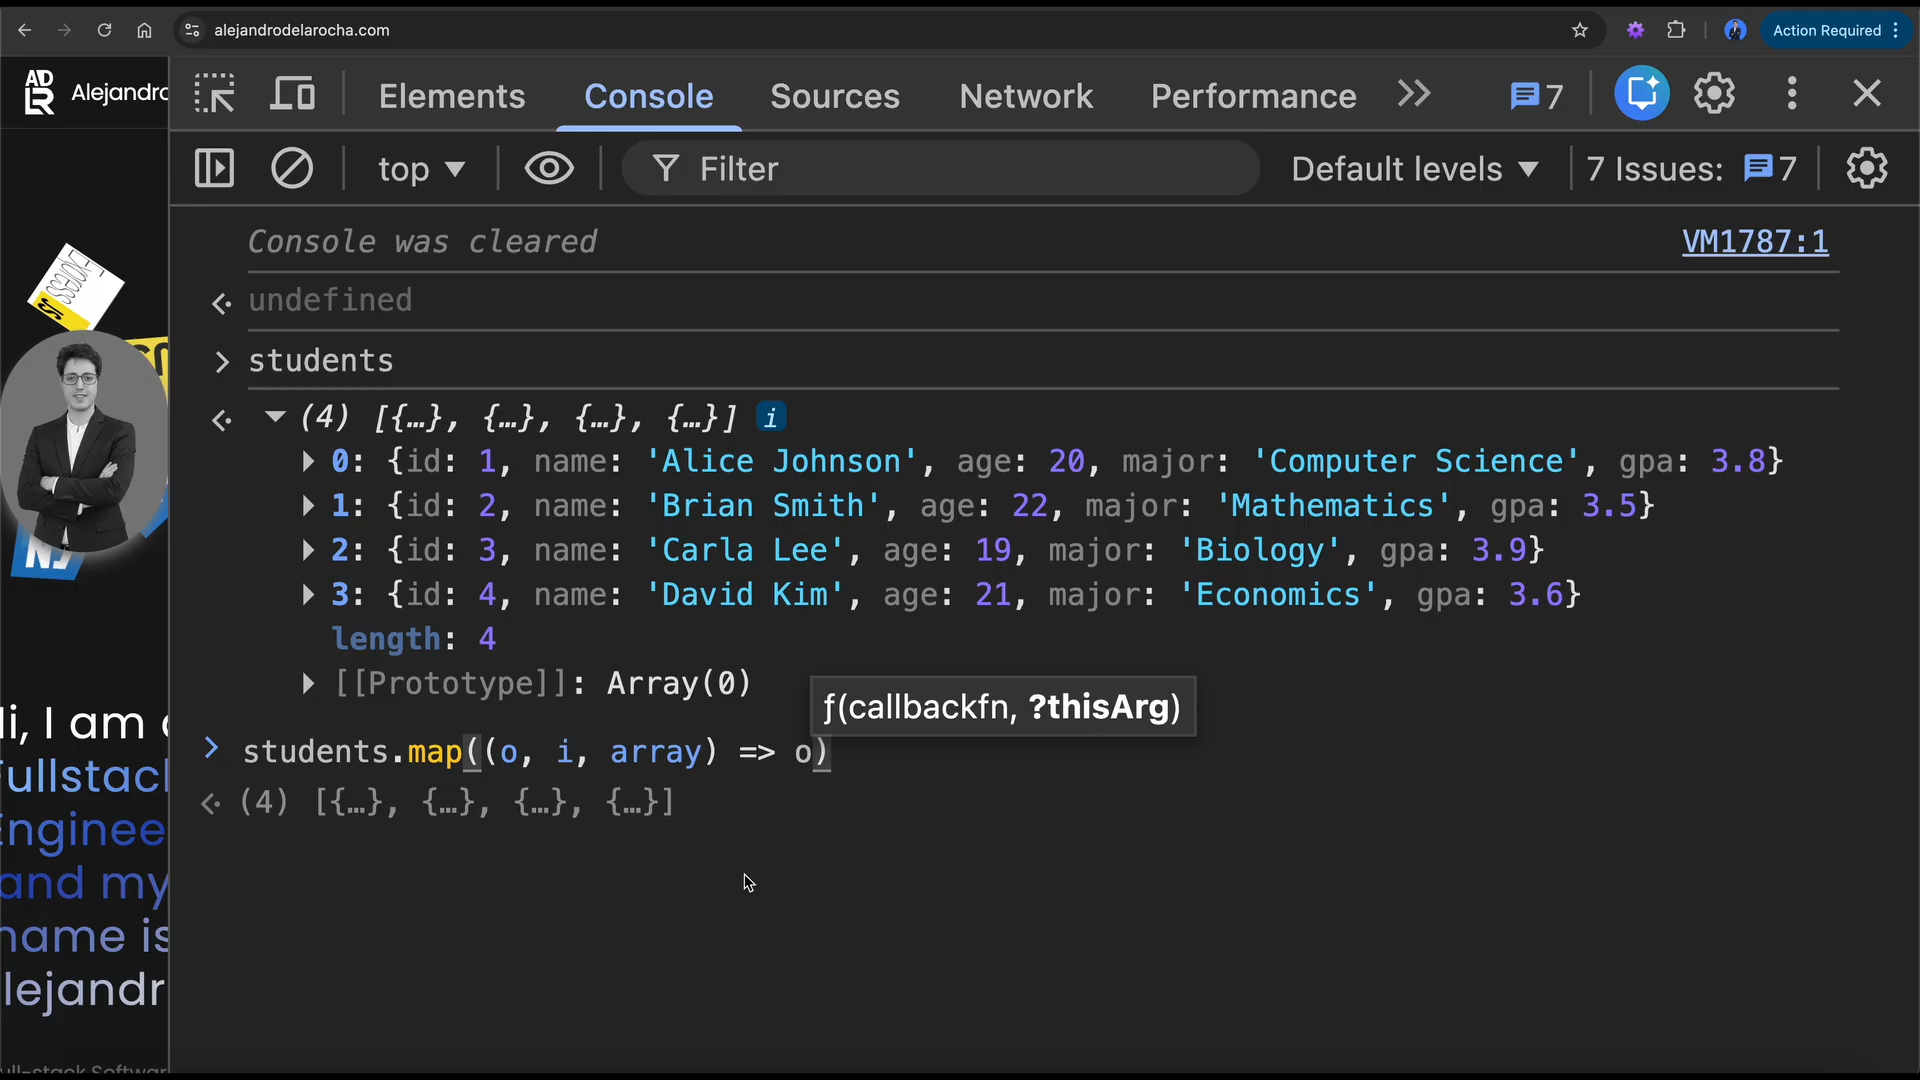 alejandrodelarocha.com
Action Required
ADLR
Alejandro
Elements
Console
Sources
Network
Performance
7
top
Filter
Default levels
7 Issues:
7
Console was cleared
VM1787:1
undefined
students
(4) [{…}, {…}, {…}, {…}] i
0: {id: 1, name: 'Alice Johnson', age: 20, major: 'Computer Science', gpa: 3.8}
1: {id: 2, name: 'Brian Smith', age: 22, major: 'Mathematics', gpa: 3.5}
2: {id: 3, name: 'Carla Lee', age: 19, major: 'Biology', gpa: 3.9}
3: {id: 4, name: 'David Kim', age: 21, major: 'Economics', gpa: 3.6}
length: 4
[[Prototype]]: Array(0)
ƒ(callbackfn, ?thisArg)
students.map((o, i, array) => o)
(4) [{…}, {…}, {…}, {…}]
i, I am
ullstack
nginee
and my
name is
lejandr